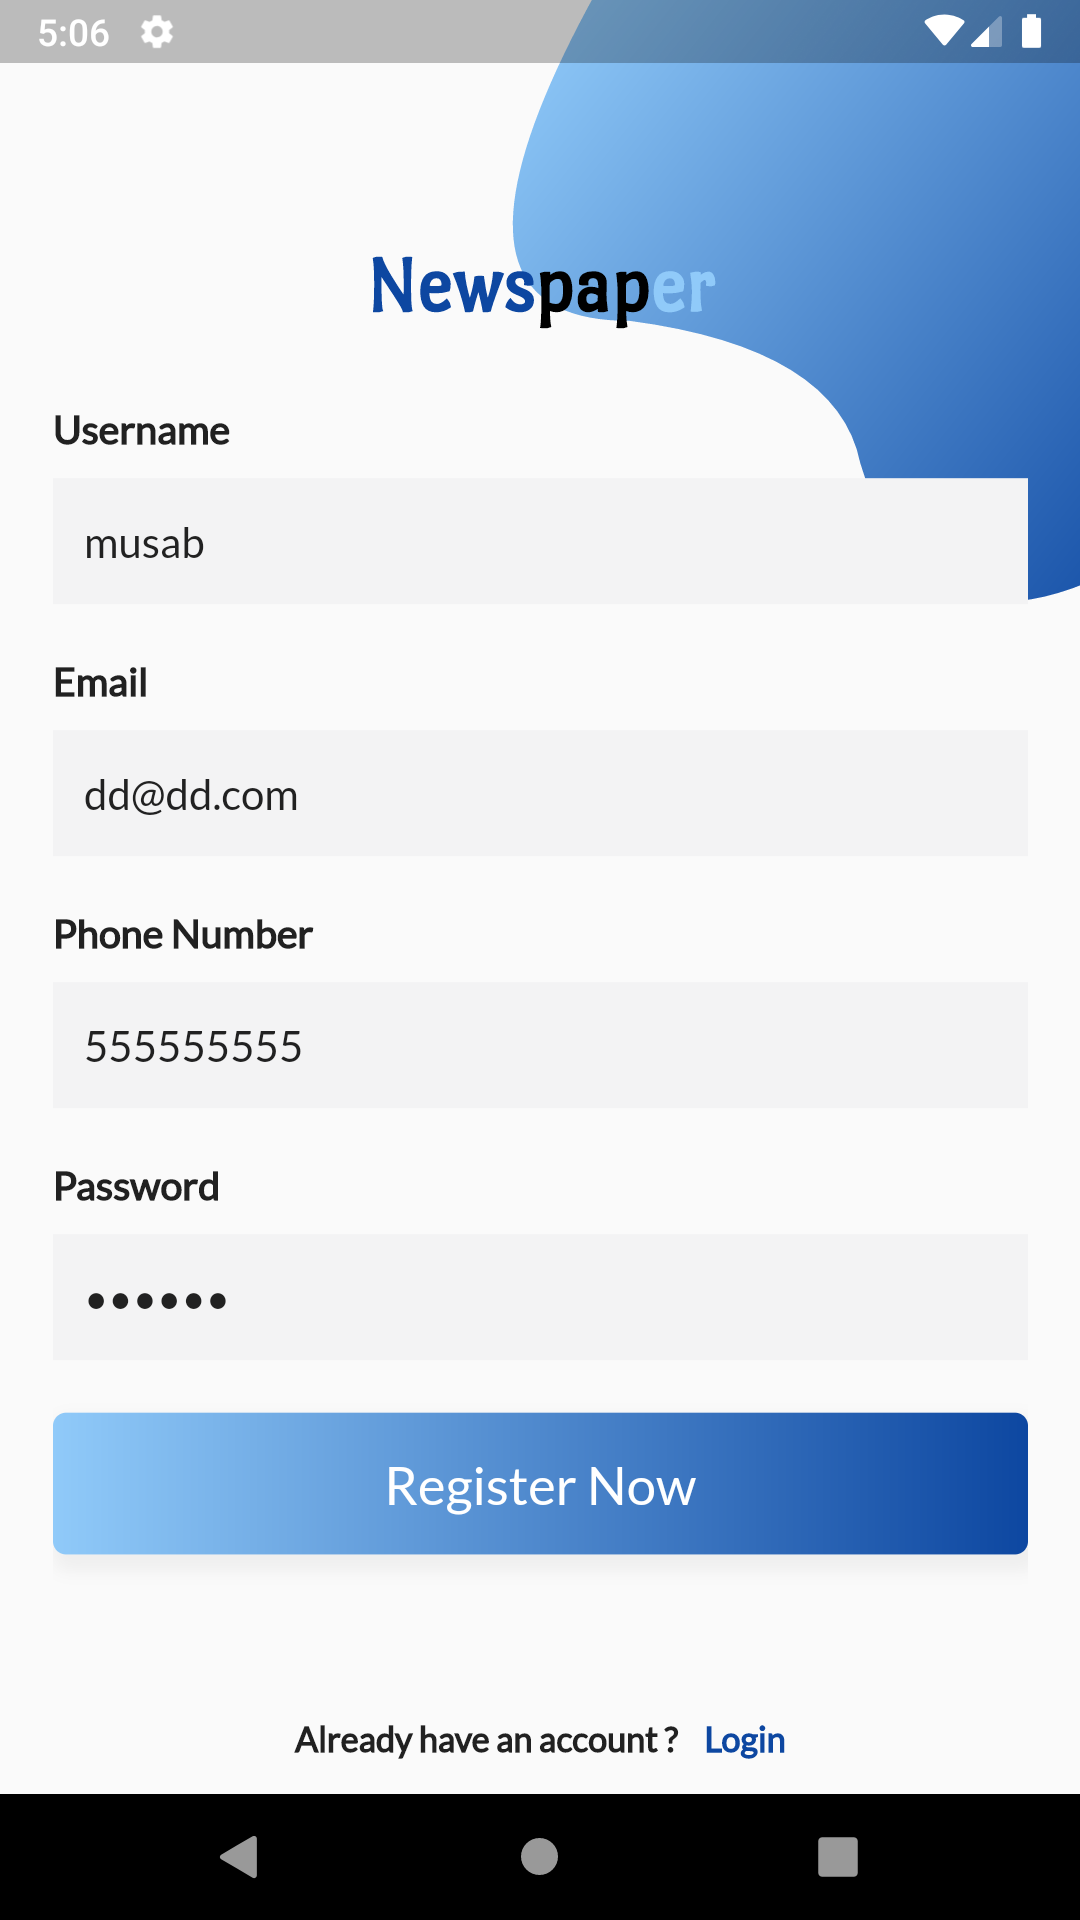 5:06
Newspaper
Username
musab
Email
dd@dd.com
Phone Number
555555555
Password
••••••
Register Now
Already have an account ? Login